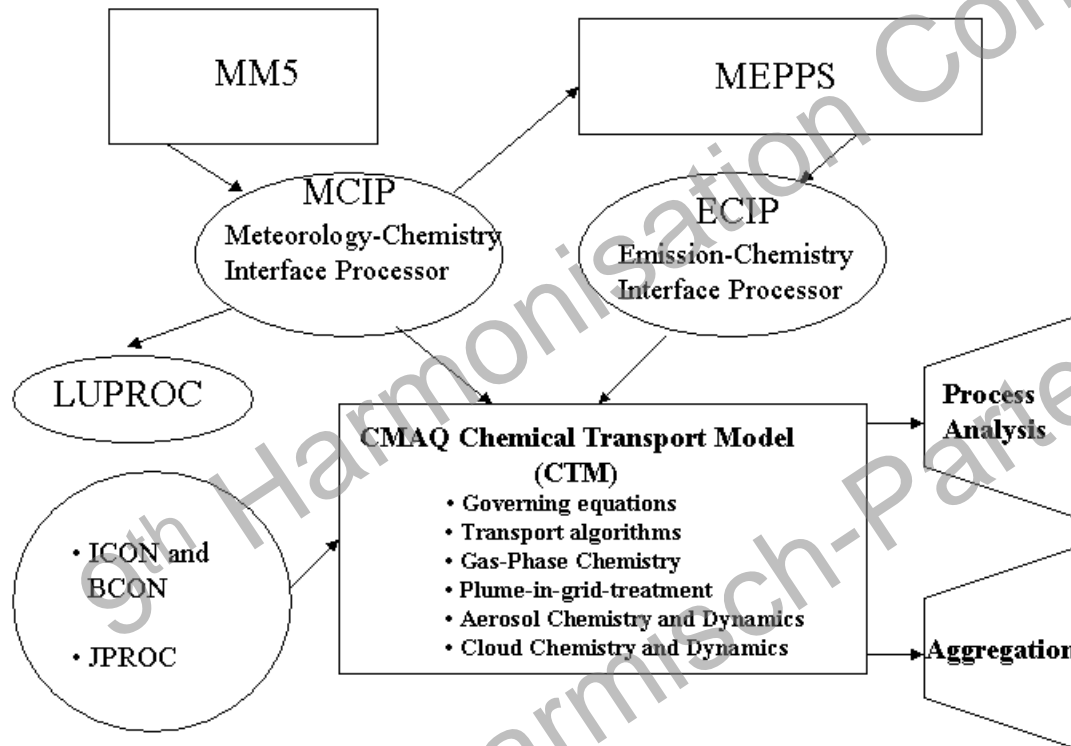 MM5
MEPPS
MCIP
Meteorology-Chemistry
Interface Processor
ECIP
Emission-Chemistry
Interface Processor
LUPROC
CMAQ Chemical Transport Model
(CTM)
• Governing equations
• Transport algorithms
• Gas-Phase Chemistry
• Plume-in-grid-treatment
• Aerosol Chemistry and Dynamics
• Cloud Chemistry and Dynamics
Process
Analysis
Aggregation
• ICON and
BCON
• JPROC
9th Harmonisation Con
armisch-Parte